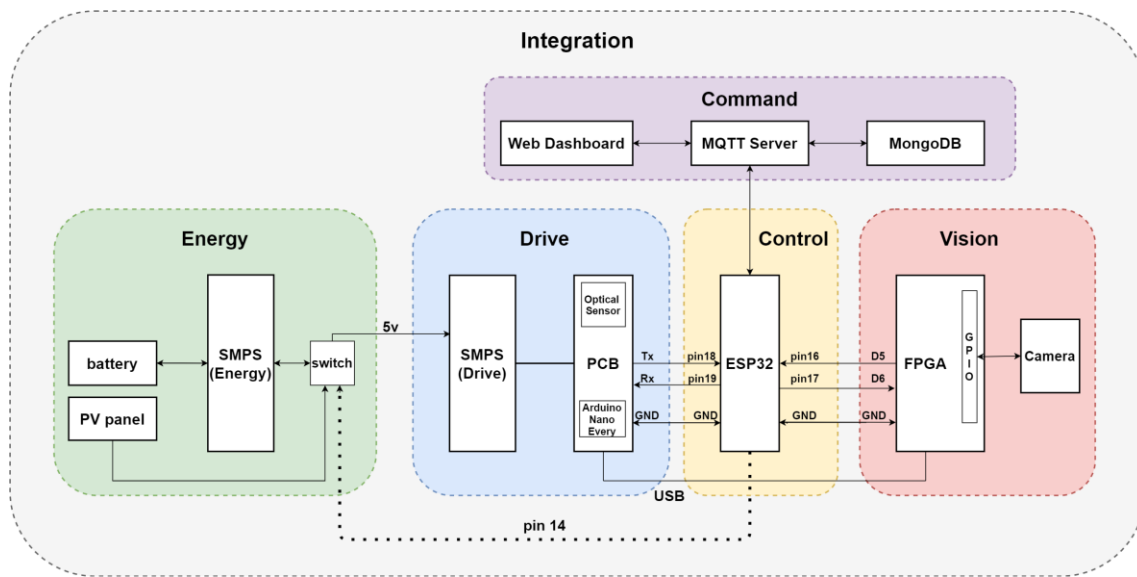 Integration
Command
Web Dashboard
MQTT Server
MongoDB
Energy
Drive
Control
Vision
battery
PV panel
SMPS
(Energy)
switch
5v
SMPS
(Drive)
Optical
Sensor
PCB
Arduino
Nano
Every
Tx
Rx
GND
pin18
pin19
GND
ESP32
pin16
pin17
GND
D5
D6
GND
FPGA
G
P
I
O
Camera
USB
pin 14